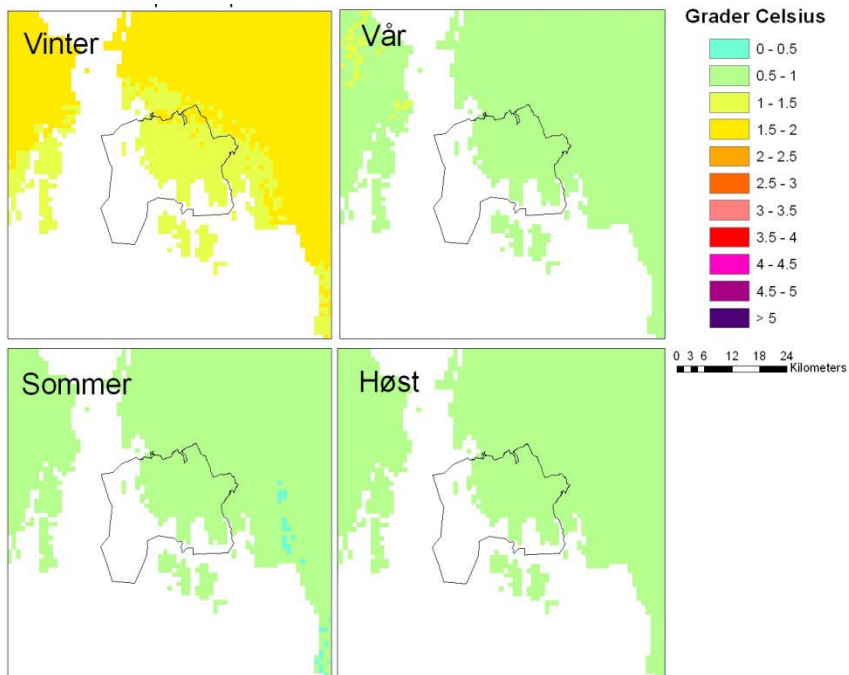 Vinter
Vår
Grader Celsius
0 - 0.5
0.5 - 1
1 - 1.5
1.5 - 2
2 - 2.5
2.5 - 3
3 - 3.5
3.5 - 4
4 - 4.5
4.5 - 5
> 5
0 3 6 12 18 24
Kilometers
Sommer
Høst